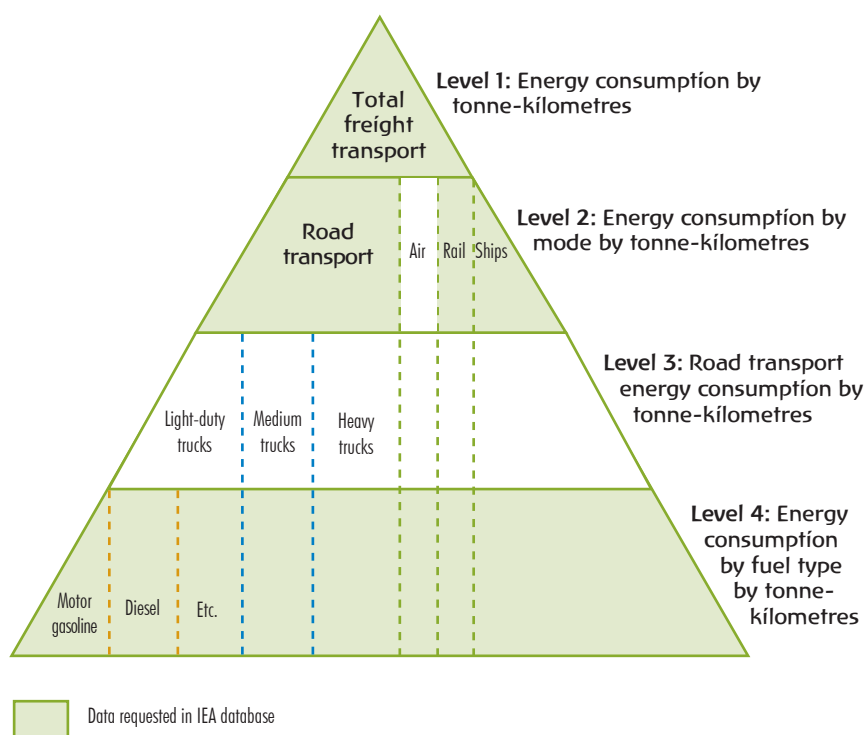 Total
freight
transport
Level 1: Energy consumption by
tonne-kilometres
Road
transport
Air
Rail
Ships
Level 2: Energy consumption by
mode by tonne-kilometres
Light-duty
trucks
Medium
trucks
Heavy
trucks
Level 3: Road transport
energy consumption by
tonne-kilometres
Motor
gasoline
Diesel
Etc.
Level 4: Energy
consumption
by fuel type
by tonne-
kilometres
Data requested in IEA database